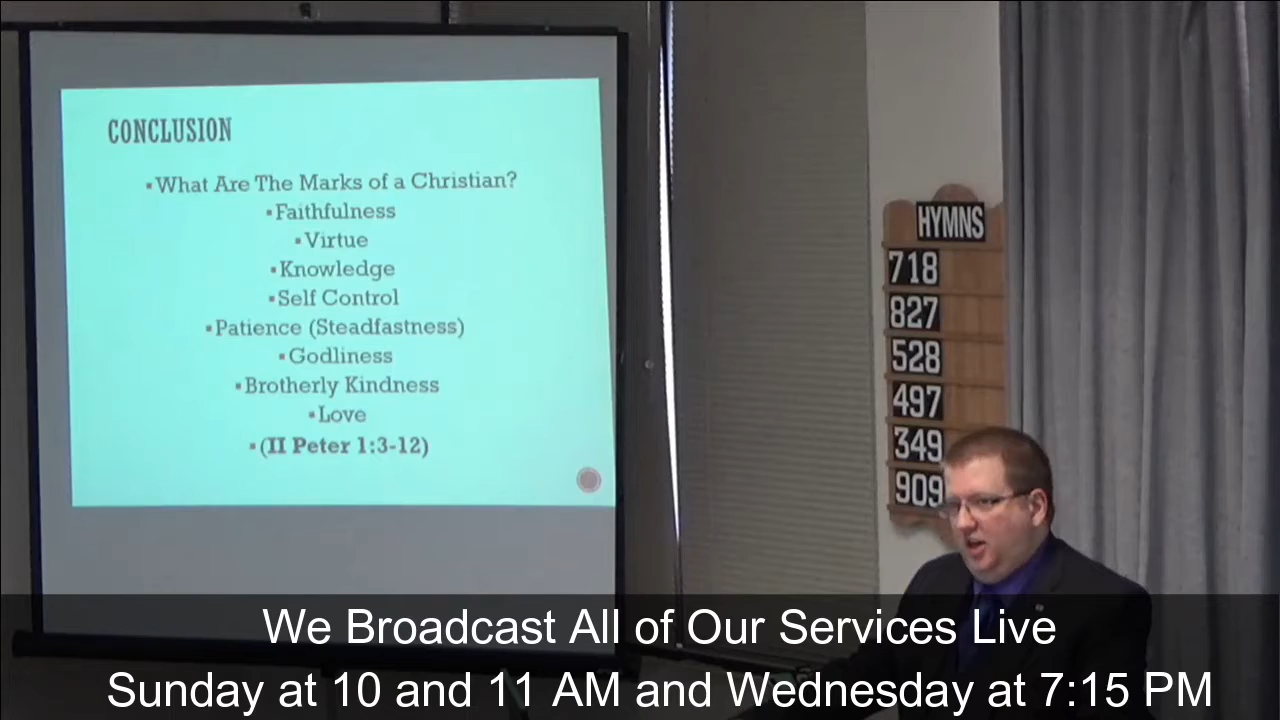 CONCLUSION
▪What Are The Marks of a Christian?
▪Faithfulness
▪Virtue
▪Knowledge
▪Self Control
▪Patience (Steadfastness)
▪Godliness
▪Brotherly Kindness
▪Love
▪(II Peter 1:3-12)
HYMNS
718
827
528
497
349
909
We Broadcast All of Our Services Live
Sunday at 10 and 11 AM and Wednesday at 7:15 PM